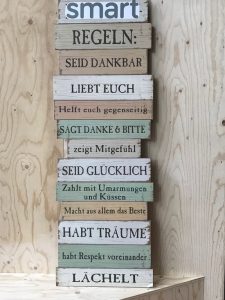 smart
REGELN:
SEID DANKBAR
LIEBT EUCH
Helft euch gegenseitig
SAGT DANKE & BITTE
zeigt Mitgefühl
SEID GLÜCKLICH
Zahlt mit Umarmungen
und Küssen
Macht aus allem das Beste
HABT TRÄUME
habt Respekt voreinander
LÄCHELT